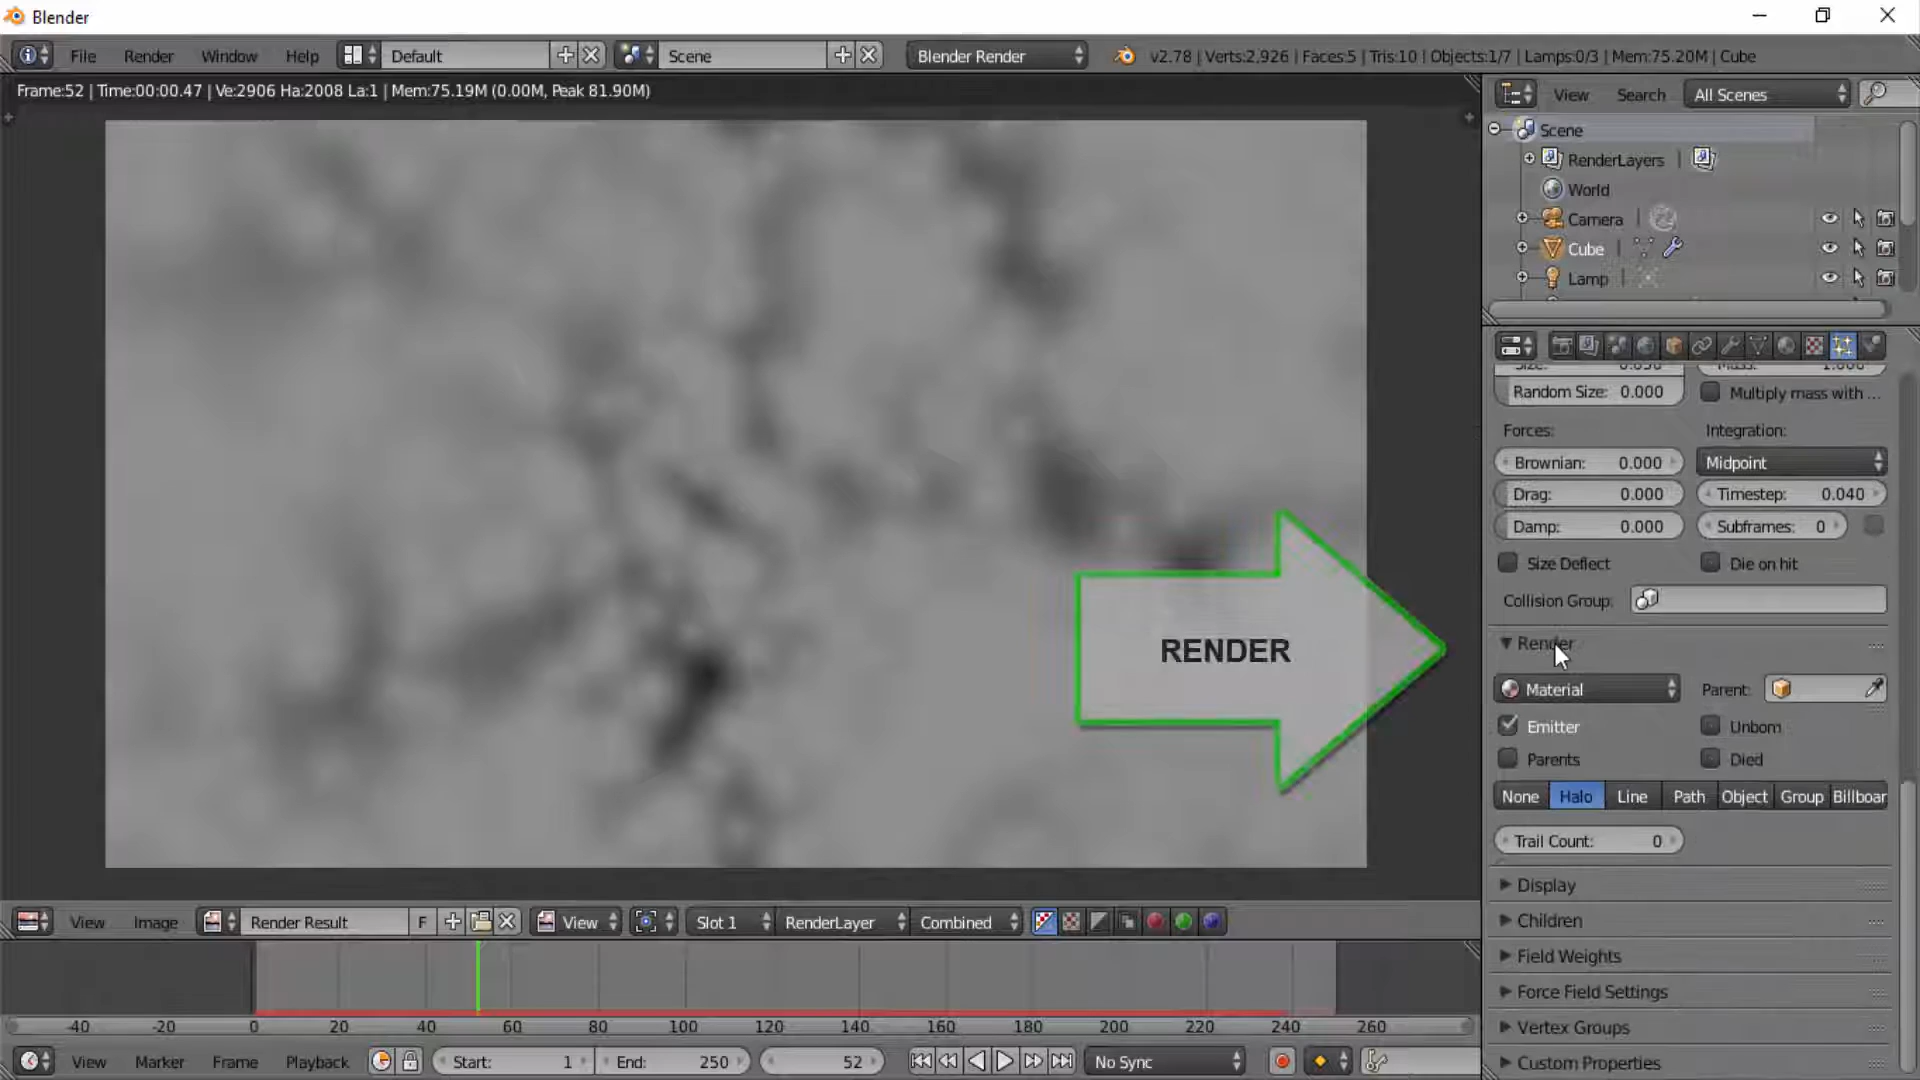 Blender
File Render Window Help Default Scene Blender Render v2.78 | Verts:2,926 | Faces:5 | Tris:10 | Objects:1/7 | Lamps:0/3 | Mem:75.20M | Cube
Frame:52 | Time:00:00.47 | Ve:2906 Ha:2008 La:1 | Mem:75.19M (0.00M, Peak 81.90M)
View Search All Scenes
Scene
RenderLayers
World
Camera
Cube
Lamp
Random Size: 0.000 Multiply mass with ...
Forces: Integration:
Brownian: 0.000 Midpoint
Drag: 0.000 Timestep: 0.040
Damp: 0.000 Subframes: 0
Size Deflect Die on hit
Collision Group:
Render
RENDER
Material Parent:
Emitter Unborn
Parents Died
None Halo Line Path Object Group Billboar
Trail Count: 0
Display
Children
Field Weights
Force Field Settings
Vertex Groups
Custom Properties
View Image Render Result F View Slot 1 RenderLayer Combined
-40 -20 0 20 40 60 80 100 120 140 160 180 200 220 240 260
View Marker Frame Playback Start: 1 End: 250 52 No Sync